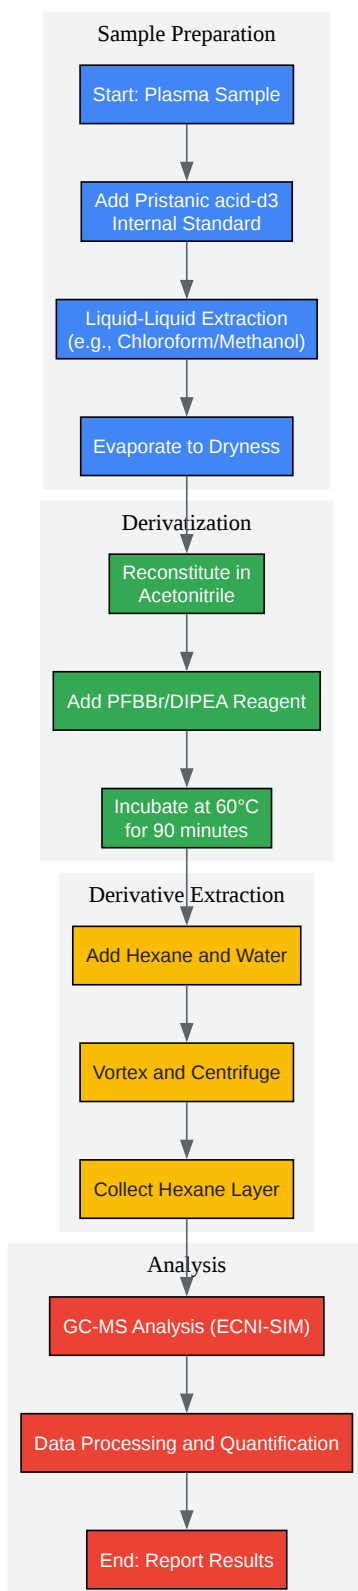 Sample Preparation
Start: Plasma Sample
Add Pristanic acid-d3
Internal Standard
Liquid-Liquid Extraction
(e.g., Chloroform/Methanol)
Evaporate to Dryness
Derivatization
Reconstitute in
Acetonitrile
Add PFBBr/DIPEA Reagent
Incubate at 60°C
for 90 minutes
Derivative Extraction
Add Hexane and Water
Vortex and Centrifuge
Collect Hexane Layer
Analysis
GC-MS Analysis (ECNI-SIM)
Data Processing and Quantification
End: Report Results